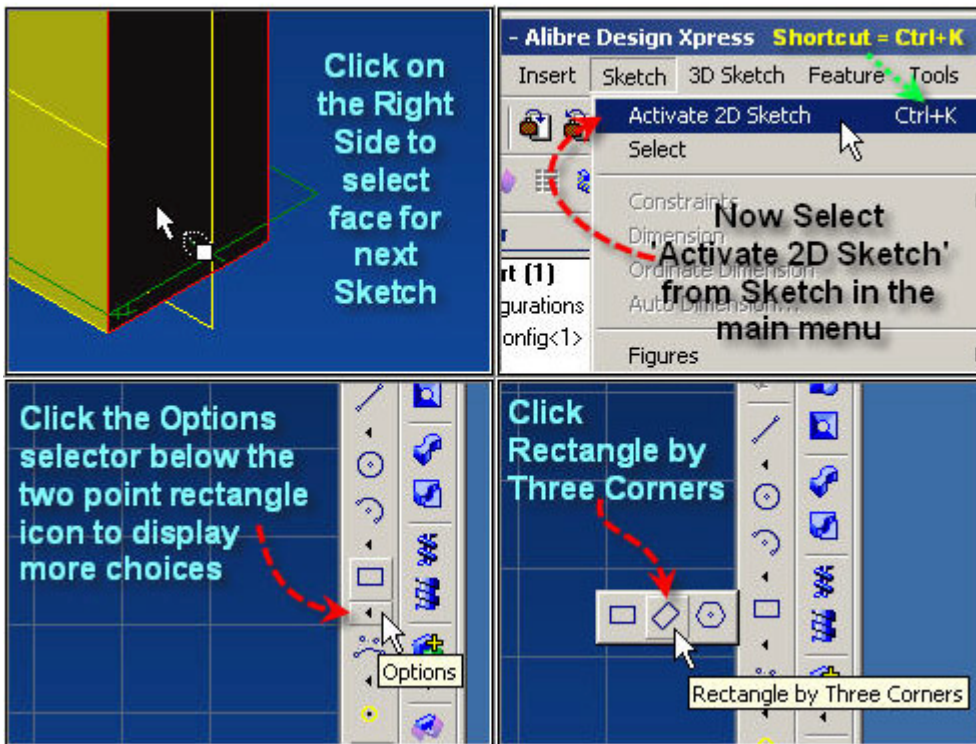 Click on
the Right
Side to
select
face for
next
Sketch
- Alibre Design Xpress Shortcut = Ctrl+K
Insert Sketch 3D Sketch Feature Tools
Activate 2D Sketch Ctrl+K
Select
Constraints
Now Select
Dimension
'Activate 2D Sketch'
Ordinate Dimension
rt (1)
from Sketch in the
gurations
Auto Dimension...
main menu
onfig<1>
Figures
Click the Options
selector below the
two point rectangle
icon to display
more choices
Options
Click
Rectangle by
Three Corners
Rectangle by Three Corners